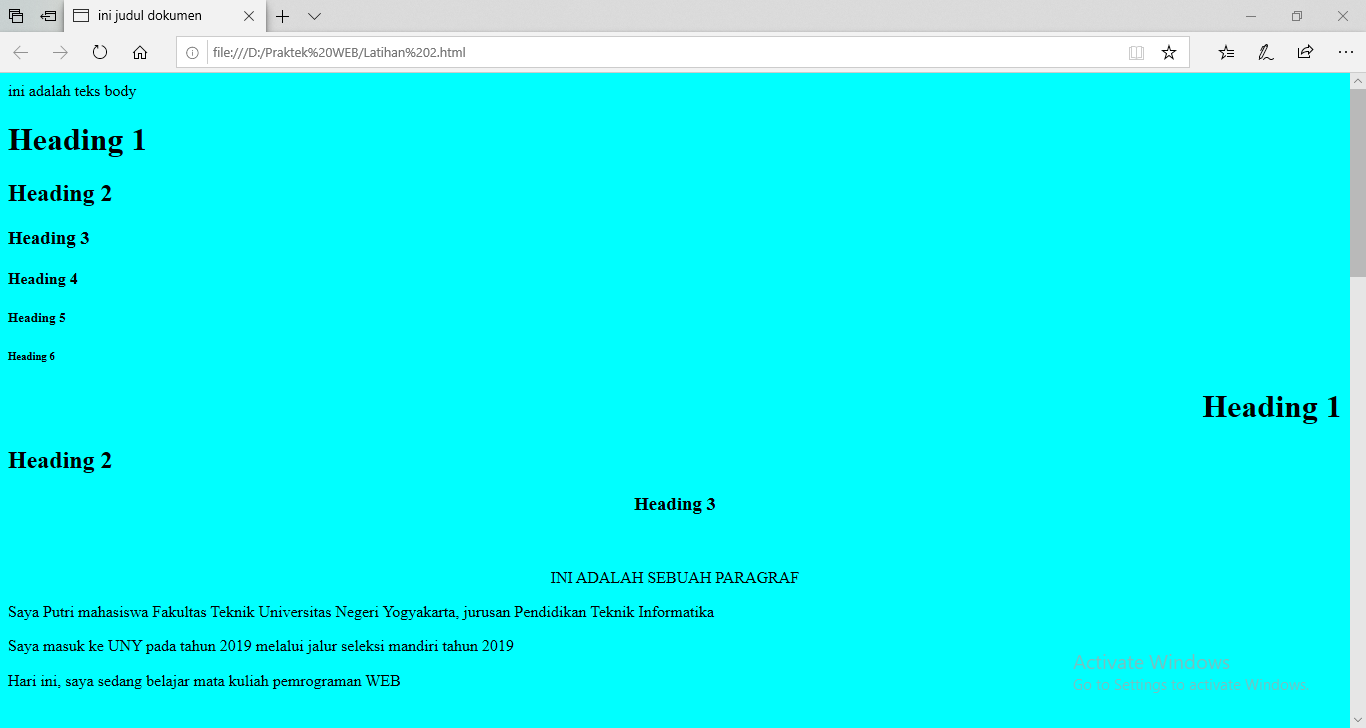 ini judul dokumen
file:///D:/Praktek%20WEB/Latihan%202.html
ini adalah teks body
Heading 1
Heading 2
Heading 3
Heading 4
Heading 5
Heading 6
Heading 1
Heading 2
Heading 3
INI ADALAH SEBUAH PARAGRAF
Saya Putri mahasiswa Fakultas Teknik Universitas Negeri Yogyakarta, jurusan Pendidikan Teknik Informatika
Saya masuk ke UNY pada tahun 2019 melalui jalur seleksi mandiri tahun 2019
Hari ini, saya sedang belajar mata kuliah pemrograman WEB
Activate Windows
Go to Settings to activate Windows.